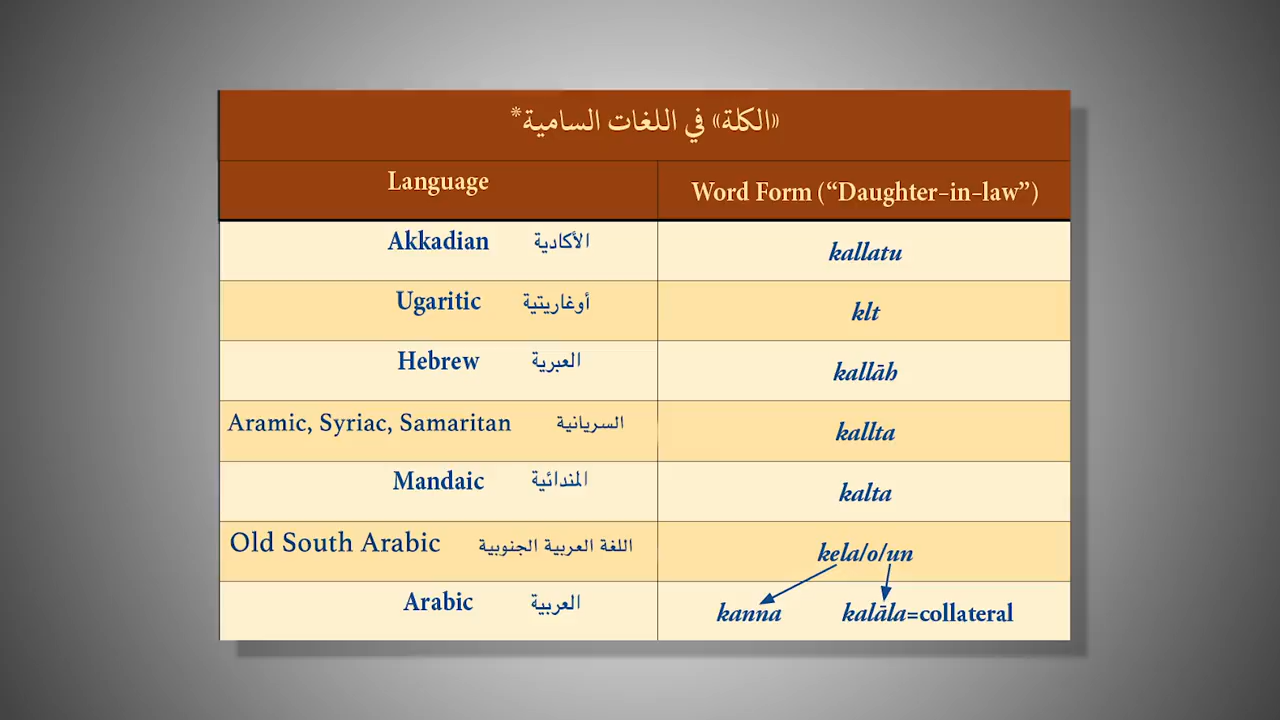 «الكلة» في اللغات السامية*
Language
Word Form (“Daughter-in-law”)
Akkadian الأكادية
kallatu
Ugaritic أوغاريتية
klt
Hebrew العبرية
kallāh
Aramic, Syriac, Samaritan السريانية
kallta
Mandaic المندائية
kalta
Old South Arabic اللغة العربية الجنوبية
kela/o/un
Arabic العربية
kanna kalāla=collateral